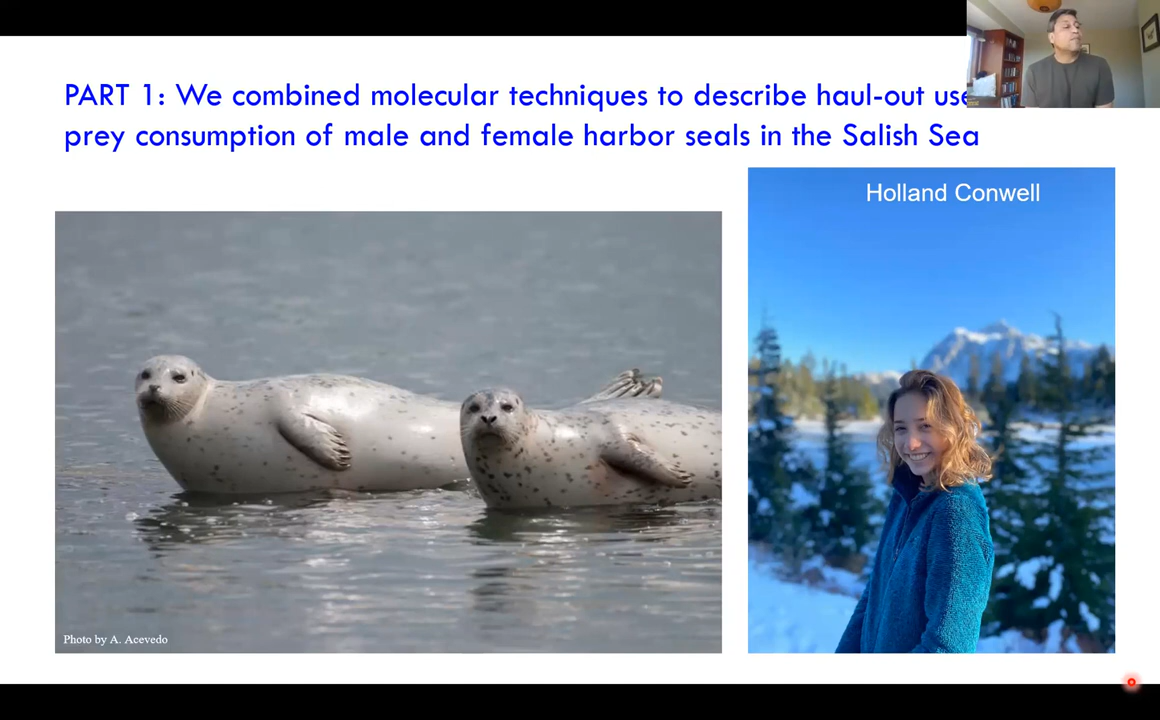 PART 1: We combined molecular techniques to describe haul-out use
prey consumption of male and female harbor seals in the Salish Sea
Holland Conwell
Photo by A. Acevedo